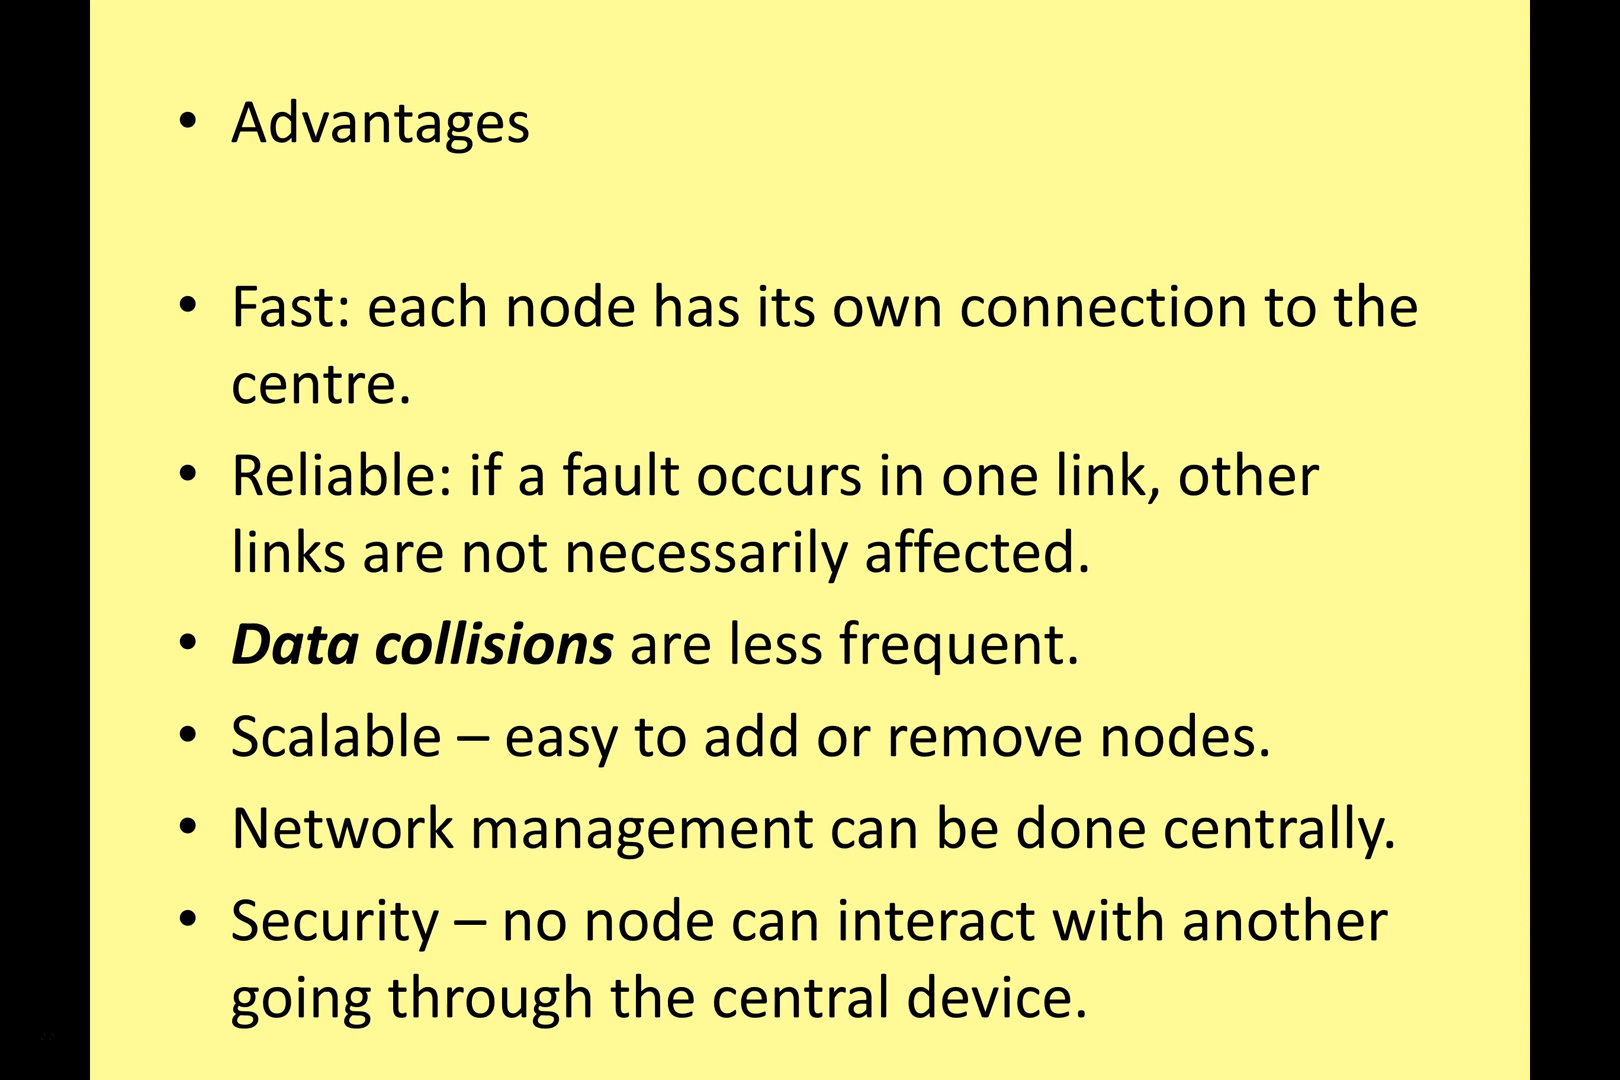 • Advantages
• Fast: each node has its own connection to the
centre.
• Reliable: if a fault occurs in one link, other
links are not necessarily affected.
• Data collisions are less frequent.
• Scalable – easy to add or remove nodes.
• Network management can be done centrally.
• Security – no node can interact with another
going through the central device.